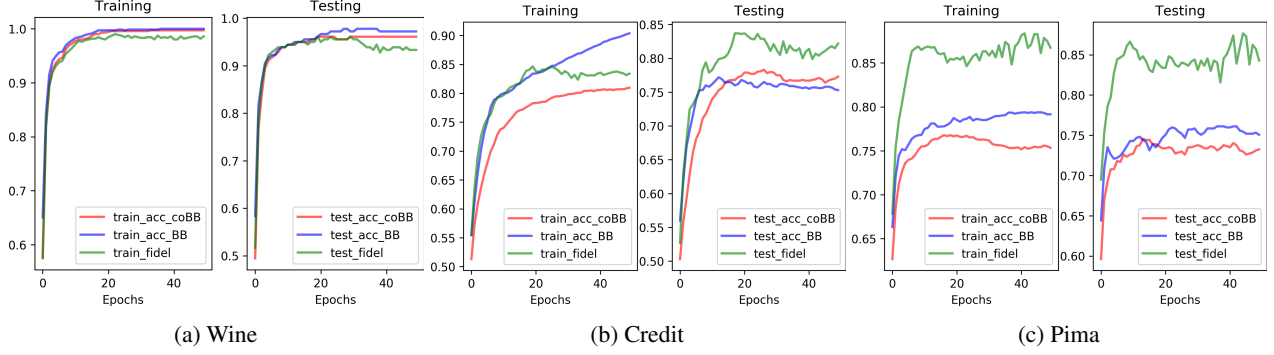 Training
1.0
0.9
0.8
0.7
0.6
0
20
40
Epochs
train_acc_coBB
train_acc_BB
train_fidel
Testing
1.0
0.9
0.8
0.7
0.6
0.5
0
20
40
Epochs
test_acc_coBB
test_acc_BB
test_fidel
(a) Wine
Training
0.90
0.85
0.80
0.75
0.70
0.65
0.60
0.55
0.50
0
20
40
Epochs
train_acc_coBB
train_acc_BB
train_fidel
Testing
0.85
0.80
0.75
0.70
0.65
0.60
0.55
0.50
0
20
40
Epochs
test_acc_coBB
test_acc_BB
test_fidel
(b) Credit
Training
0.85
0.80
0.75
0.70
0.65
0
20
40
Epochs
train_acc_coBB
train_acc_BB
train_fidel
Testing
0.85
0.80
0.75
0.70
0.65
0.60
0
20
40
Epochs
test_acc_coBB
test_acc_BB
test_fidel
(c) Pima